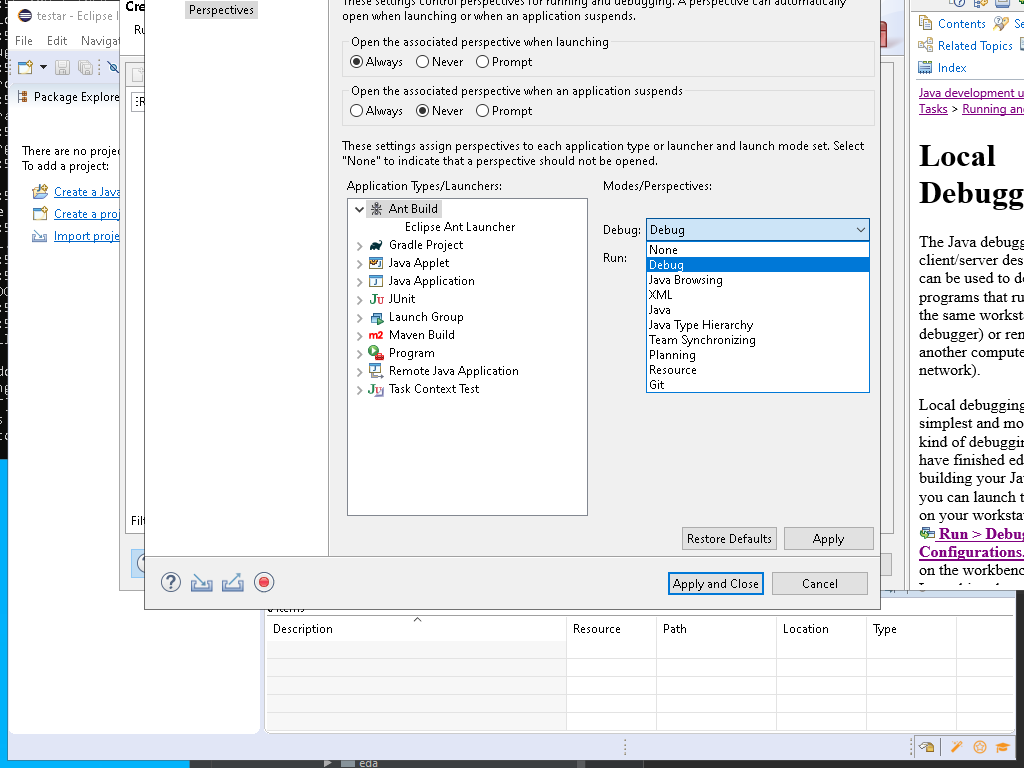 testar - Eclipse I
File Edit Navigat
Package Explore
There are no projec
To add a project:
Create a Java
Create a proj
Import proje
Cre
Ru
Filt
Perspectives
These settings control perspectives for running and debugging. A perspective can automatically
open when launching or when an application suspends.
Open the associated perspective when launching
Always Never Prompt
Open the associated perspective when an application suspends
Always Never Prompt
These settings assign perspectives to each application type or launcher and launch mode set. Select
"None" to indicate that a perspective should not be opened.
Application Types/Launchers:
Ant Build
Eclipse Ant Launcher
Gradle Project
Java Applet
Java Application
JUnit
Launch Group
Maven Build
Program
Remote Java Application
Task Context Test
Modes/Perspectives:
Debug: Debug
Run:
None
Debug
Java Browsing
XML
Java
Java Type Hierarchy
Team Synchronizing
Planning
Resource
Git
Restore Defaults Apply
Apply and Close Cancel
Contents Se
Related Topics
Index
Java development u
Tasks > Running and
Local
Debugg
The Java debugg
client/server des
can be used to de
programs that ru
the same worksta
debugger) or rem
another compute
network).
Local debugging
simplest and mo
kind of debuggin
have finished edi
building your Jav
you can launch t
on your worksta
Run > Debug
Configurations.
on the workbenc
Description Resource Path Location Type
eda